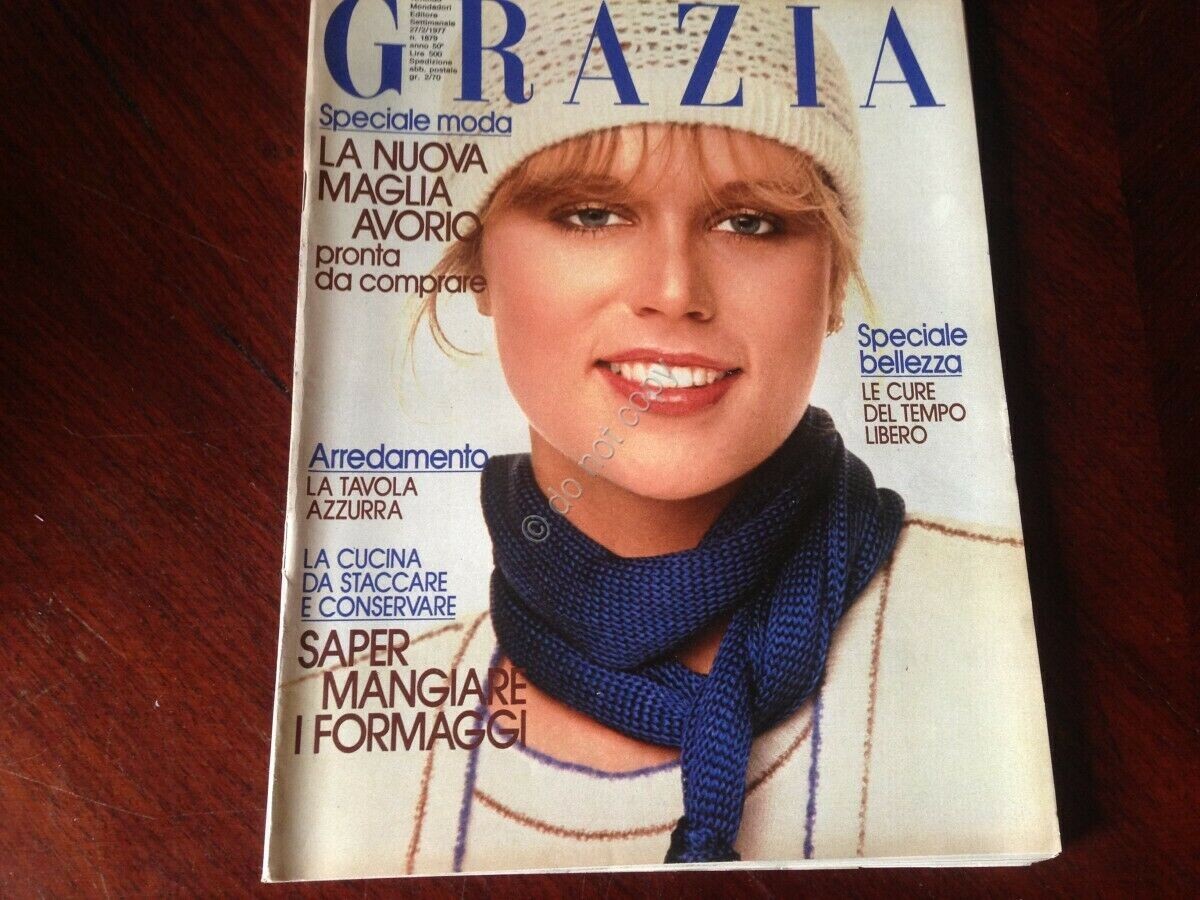 Mondadori
Editore
Settimanale
27/2/1977
n. 1879
anno 50°
Lire 500
Spedizione
abb. postale
gr. 2/70
GRAZIA
Speciale moda
LA NUOVA
MAGLIA
AVORIO
pronta
da comprare
Speciale
bellezza
LE CURE
DEL TEMPO
LIBERO
Arredamento
LA TAVOLA
AZZURRA
LA CUCINA
DA STACCARE
E CONSERVARE
SAPER
MANGIARE
I FORMAGGI
© do not copy